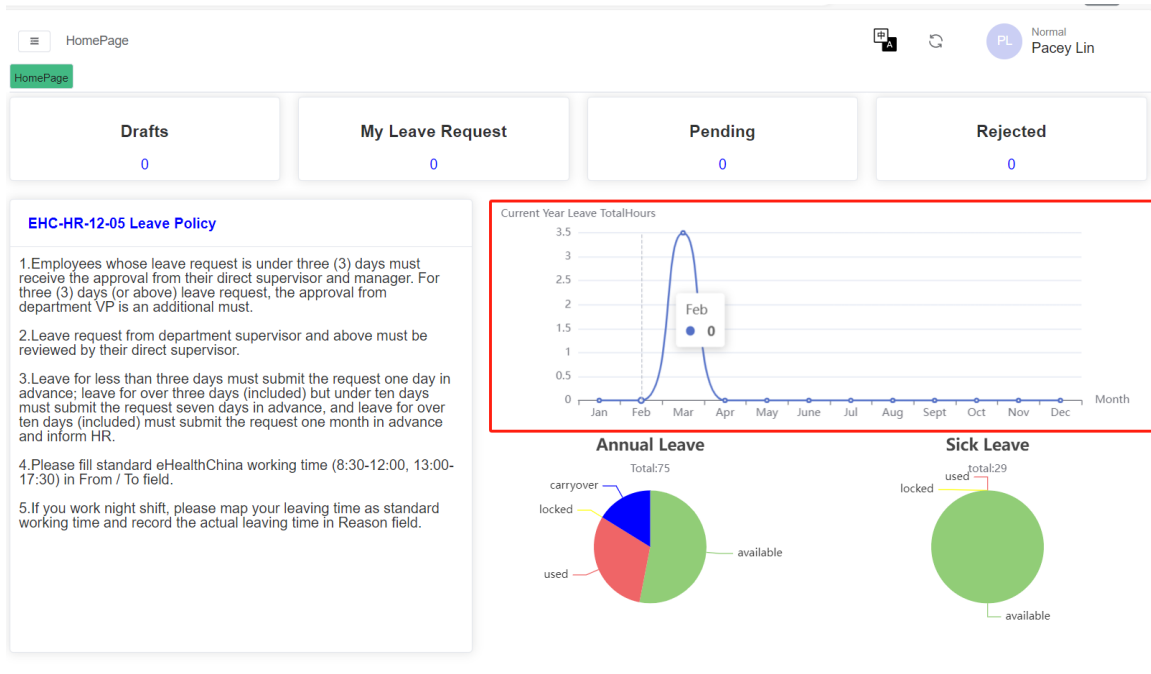 HomePage
中
A
PL
Normal
Pacey Lin
HomePage
Drafts
0
My Leave Request
0
Pending
0
Rejected
0
EHC-HR-12-05 Leave Policy
1.Employees whose leave request is under three (3) days must
receive the approval from their direct supervisor and manager. For
three (3) days (or above) leave request, the approval from
department VP is an additional must.
2.Leave request from department supervisor and above must be
reviewed by their direct supervisor.
3.Leave for less than three days must submit the request one day in
advance; leave for over three days (included) but under ten days
must submit the request seven days in advance, and leave for over
ten days (included) must submit the request one month in advance
and inform HR.
4.Please fill standard eHealthChina working time (8:30-12:00, 13:00-
17:30) in From / To field.
5.If you work night shift, please map your leaving time as standard
working time and record the actual leaving time in Reason field.
Current Year Leave TotalHours
3.5
3
2.5
2
1.5
1
0.5
0
Feb
0
Jan Feb Mar Apr May June Jul Aug Sept Oct Nov Dec
Month
Annual Leave
Total:75
carryover
locked
used
available
Sick Leave
total:29
used
locked
available